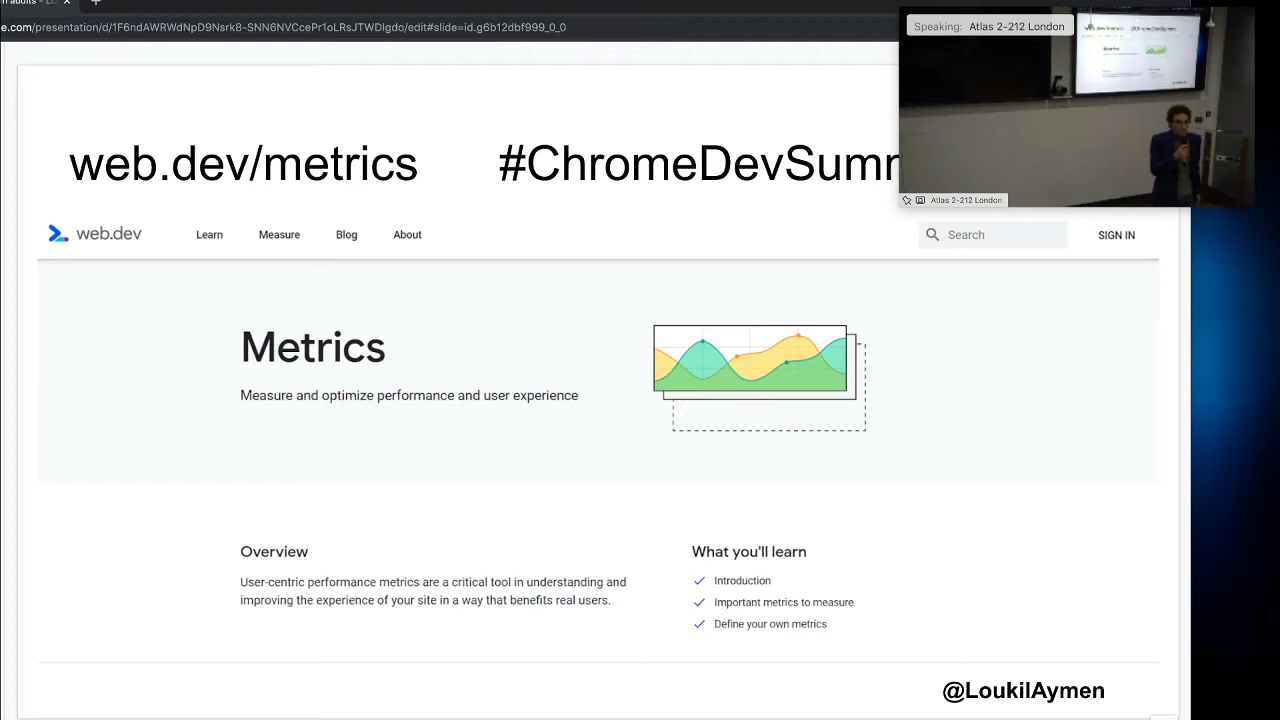 e.com/presentation/d/1F6ndAWRWdNpD9Nsrk8-SNN6NVCcePr1oLRsJTWDlgdo/edit#slide=id.g6b12dbf999_0_0
Speaking: Atlas 2-212 London
web.dev/metrics #ChromeDevSumm
Atlas 2-212 London
web.dev Learn Measure Blog About Search SIGN IN
Metrics
Measure and optimize performance and user experience
Overview
User-centric performance metrics are a critical tool in understanding and
improving the experience of your site in a way that benefits real users.
What you'll learn
Introduction
Important metrics to measure
Define your own metrics
@LoukilAymen